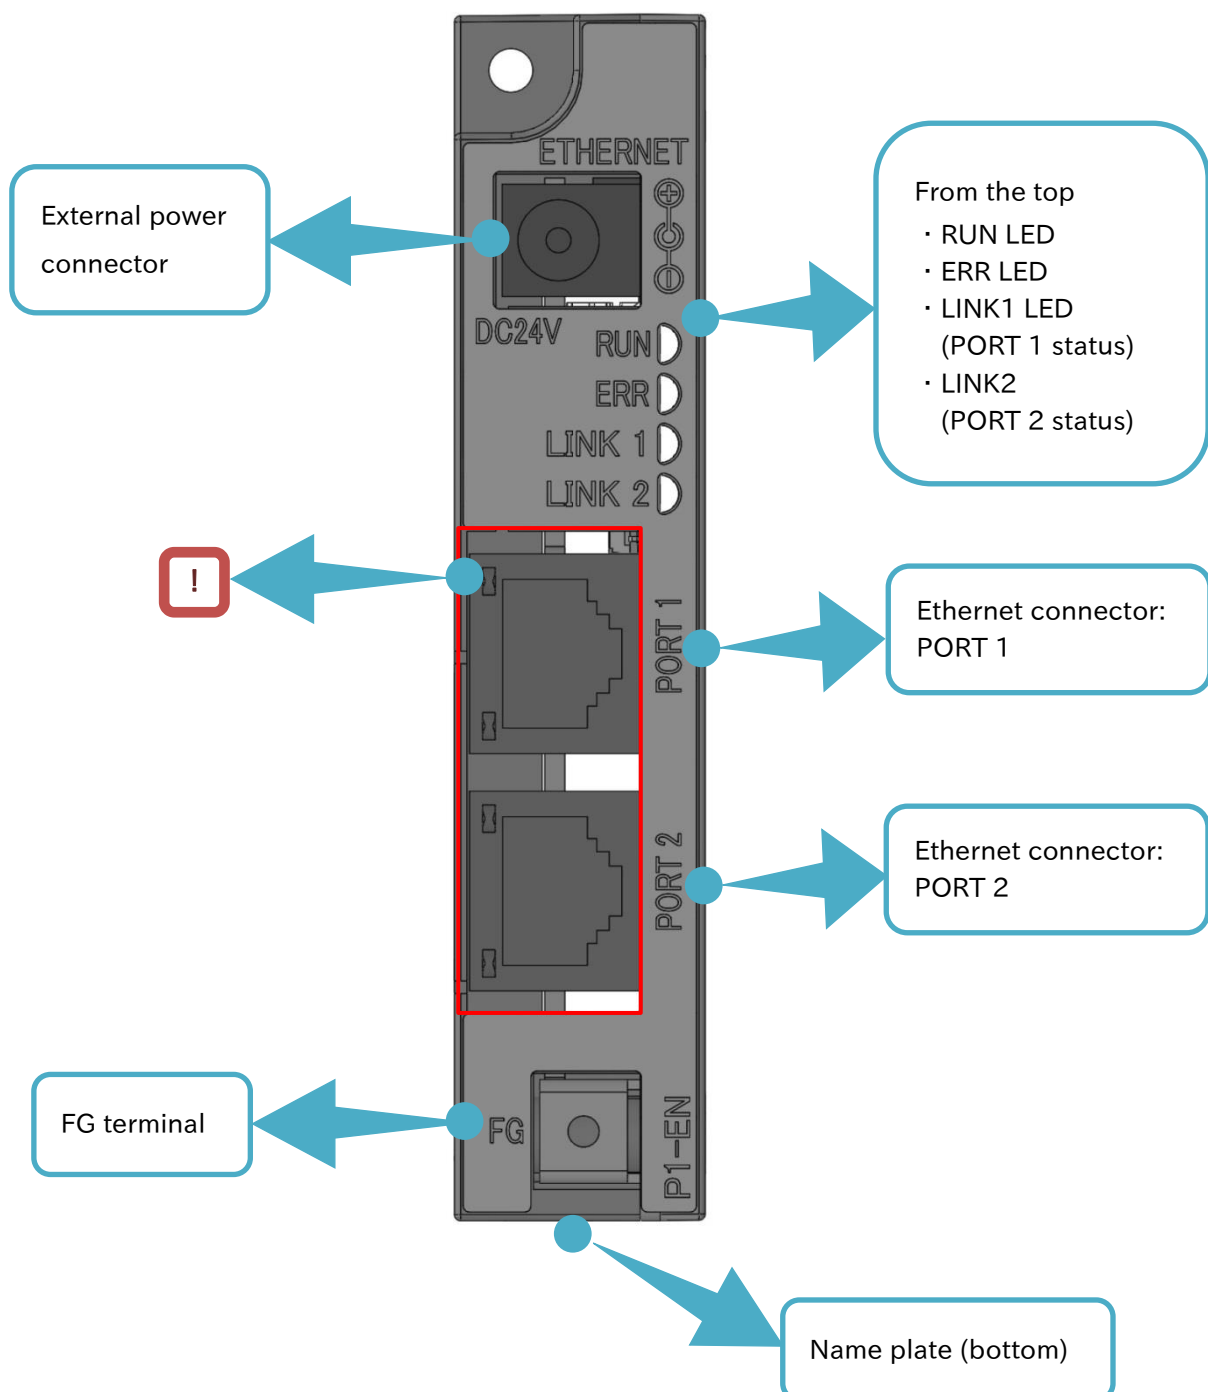 ETHERNET
External power
connector
From the top
・RUN LED
・ERR LED
・LINK1 LED
(PORT 1 status)
・LINK2
(PORT 2 status)
DC24V
RUN
ERR
LINK 1
LINK 2
!
PORT 1
Ethernet connector:
PORT 1
PORT 2
Ethernet connector:
PORT 2
FG terminal
FG
P1-EN
Name plate (bottom)